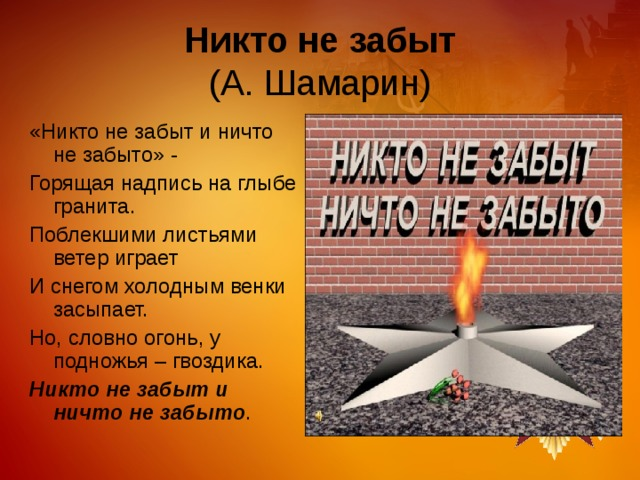 Никто не забыт
(А. Шамарин)
«Никто не забыт и ничто
не забыто» -
Горящая надпись на глыбе
гранита.
Поблекшими листьями
ветер играет
И снегом холодным венки
засыпает.
Но, словно огонь, у
подножья – гвоздика.
Никто не забыт и
ничто не забыто.
НИКТО НЕ ЗАБЫТ
НИЧТО НЕ ЗАБЫТО